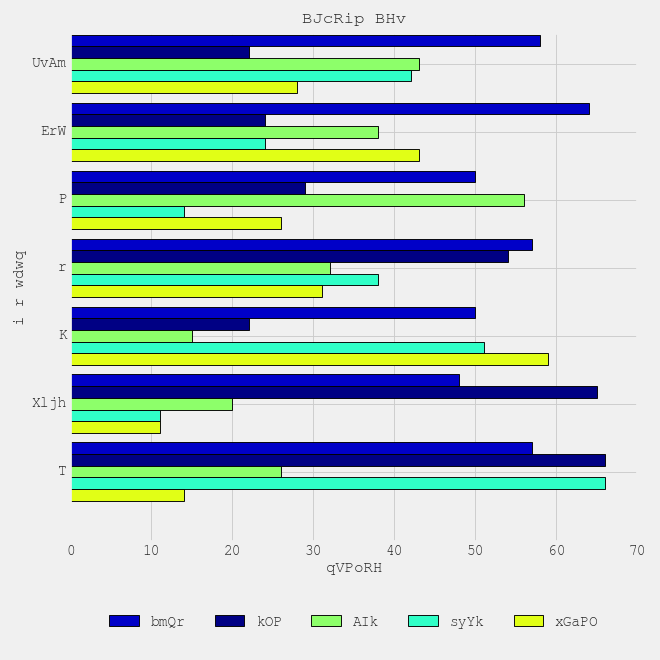 BJcRip BHv
UvAm
ErW
P
r
K
Xljh
T
i r wdwq
0 10 20 30 40 50 60 70
qVPoRH
bmQr kOP AIk syYk xGaPO